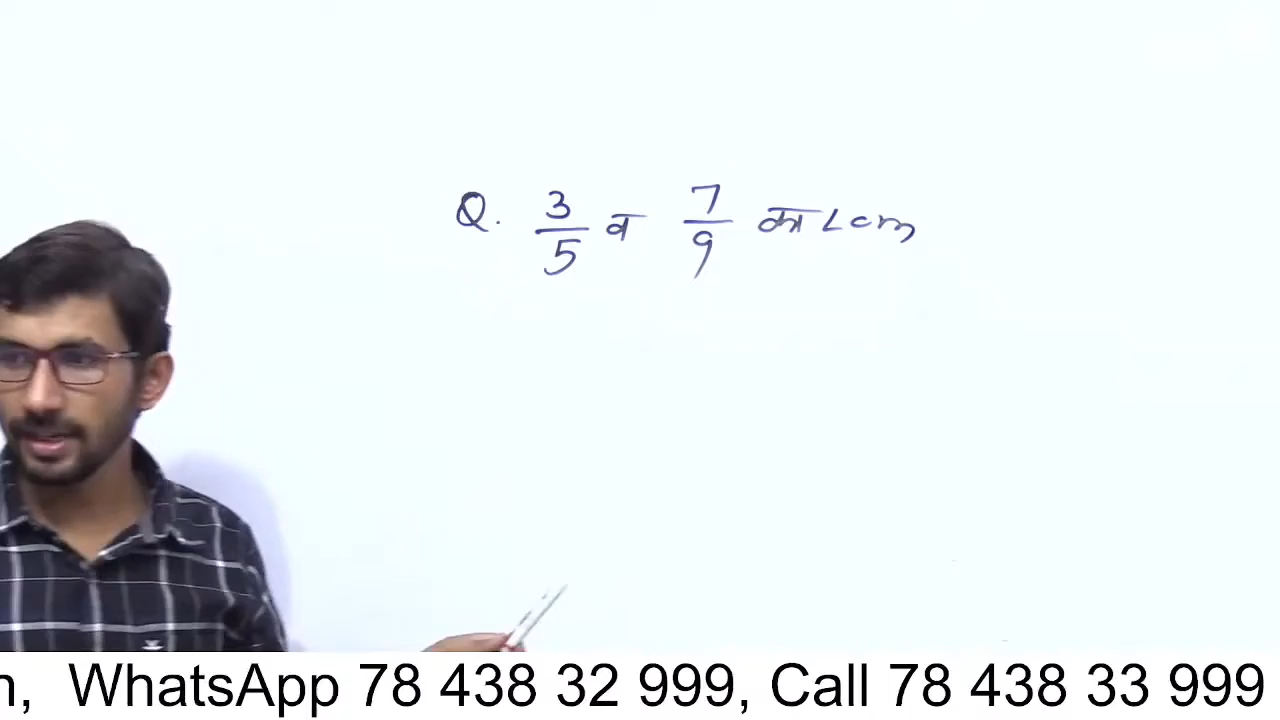 Q. 3/5 व 7/9 का Lcm
n, WhatsApp 78 438 32 999, Call 78 438 33 999